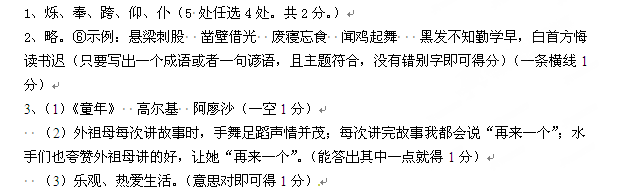 1、烁、奉、跨、仰、仆（5 处任选 4 处。共 2 分。）
2、略。⑥示例：悬梁刺股  凿壁借光  废寝忘食  闻鸡起舞   黑发不知勤学早，白首方悔
读书迟（只要写出一个成语或者一句谚语，且主题符合，没有错别字即可得分）（一条横线 1
分）
3、（1）《童年》  高尔基  阿廖沙（一空 1 分）
（2）外祖母每次讲故事时，手舞足蹈声情并茂；每次讲完故事我都会说“再来一个”；水
手们也夸赞外祖母讲的好，让她“再来一个”。（能答出其中一点就得 1 分）
（3）乐观、热爱生活。（意思对即可得 1 分）.